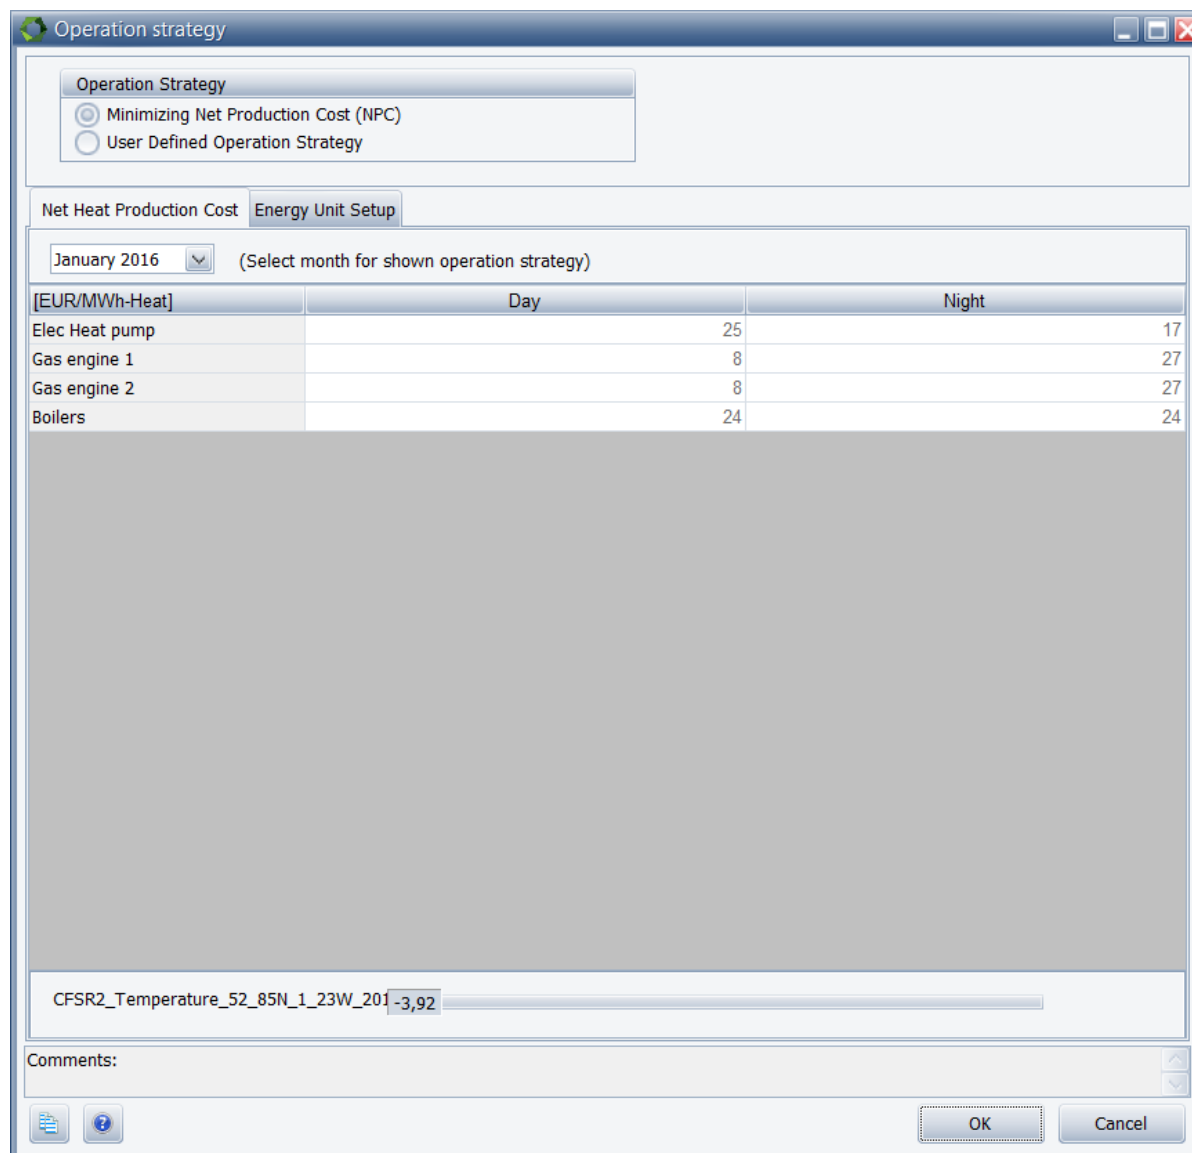 Operation strategy
Operation Strategy
Minimizing Net Production Cost (NPC)
User Defined Operation Strategy
Net Heat Production Cost Energy Unit Setup
January 2016 (Select month for shown operation strategy)
[EUR/MWh-Heat] Day Night
Elec Heat pump 25 17
Gas engine 1 8 27
Gas engine 2 8 27
Boilers 24 24
CFSR2_Temperature_52_85N_1_23W_201 -3,92
Comments:
OK Cancel